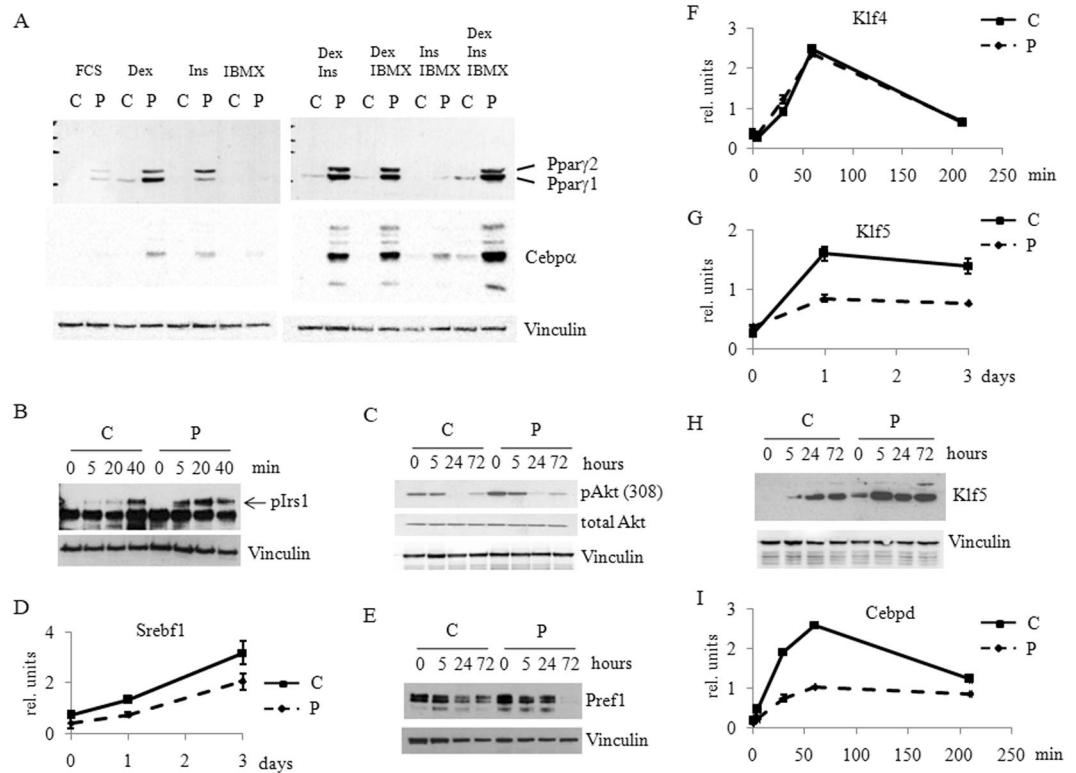 A
FCS Dex Ins IBMX
Dex Ins
Dex IBMX
Ins IBMX
Dex Ins IBMX
C P C P C P C P
C P C P C P C P
Pparγ2
Pparγ1
Cebpα
Vinculin
B
C P
0 5 20 40 0 5 20 40 min
pIrs1
Vinculin
C
C P
0 5 24 72 0 5 24 72 hours
pAkt (308)
total Akt
Vinculin
D
Srebf1
rel. units
4
2
0
0 1 2 3 days
C
P
E
C P
0 5 24 72 0 5 24 72 hours
Pref1
Vinculin
F
Klf4
rel. units
3
2
1
0
0 50 100 150 200 250 min
C
P
G
Klf5
rel. units
2
1
0
0 1 2 3 days
C
P
H
C P
0 5 24 72 0 5 24 72 hours
Klf5
Vinculin
I
Cebpd
rel. units
3
2
1
0
0 50 100 150 200 250 min
C
P